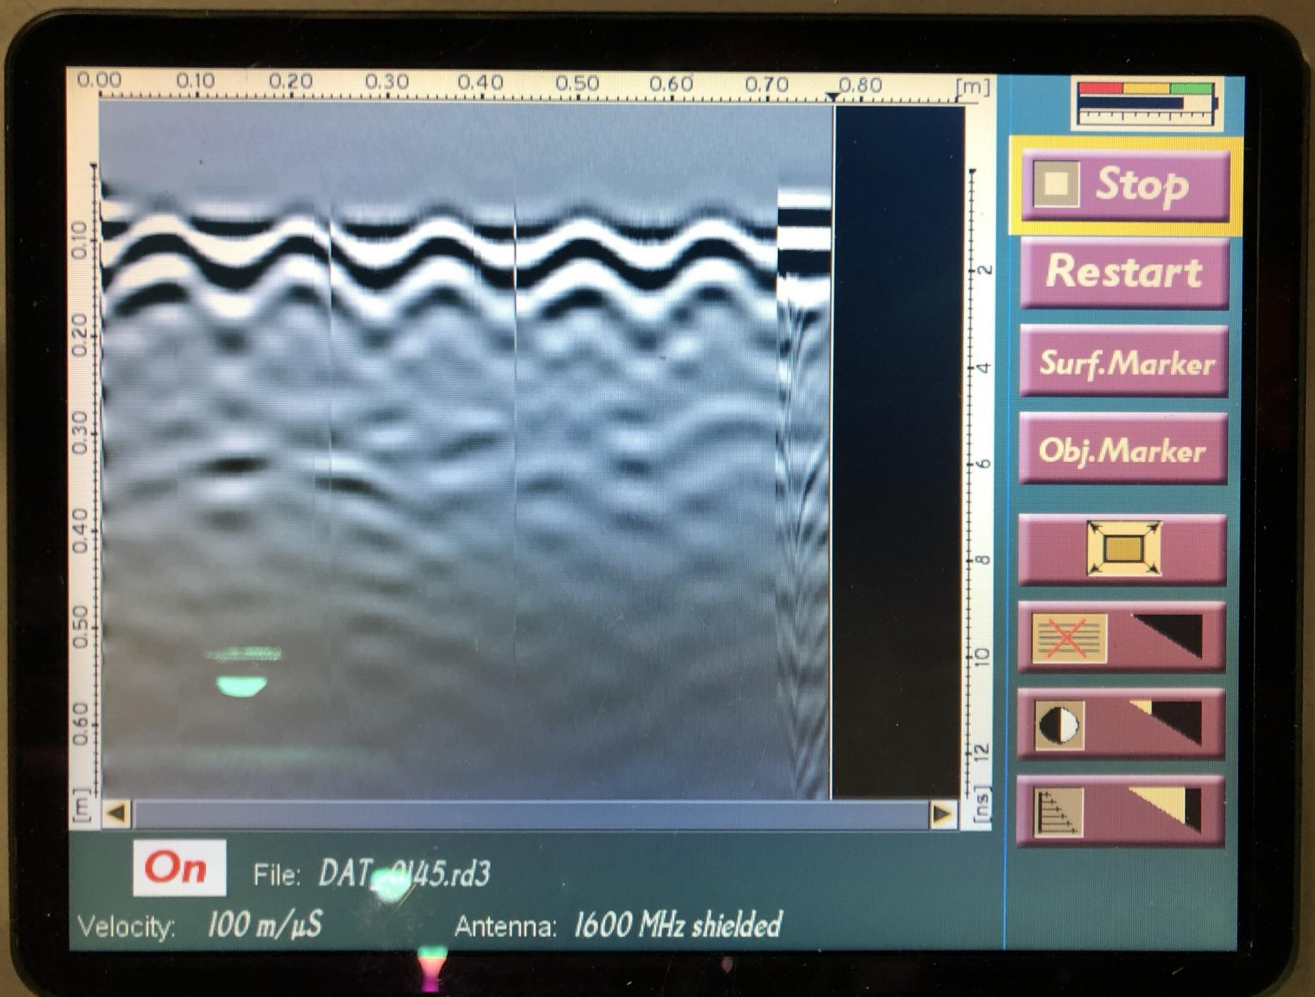 0.00 0.10 0.20 0.30 0.40 0.50 0.60 0.70 0.80 [m]
0.10
0.20
0.30
0.40
0.50
0.60
[m]
2
4
6
8
10
12
[ns]
Stop
Restart
Surf.Marker
Obj.Marker
On File: DAT_0145.rd3
Velocity: 100 m/µS Antenna: 1600 MHz shielded